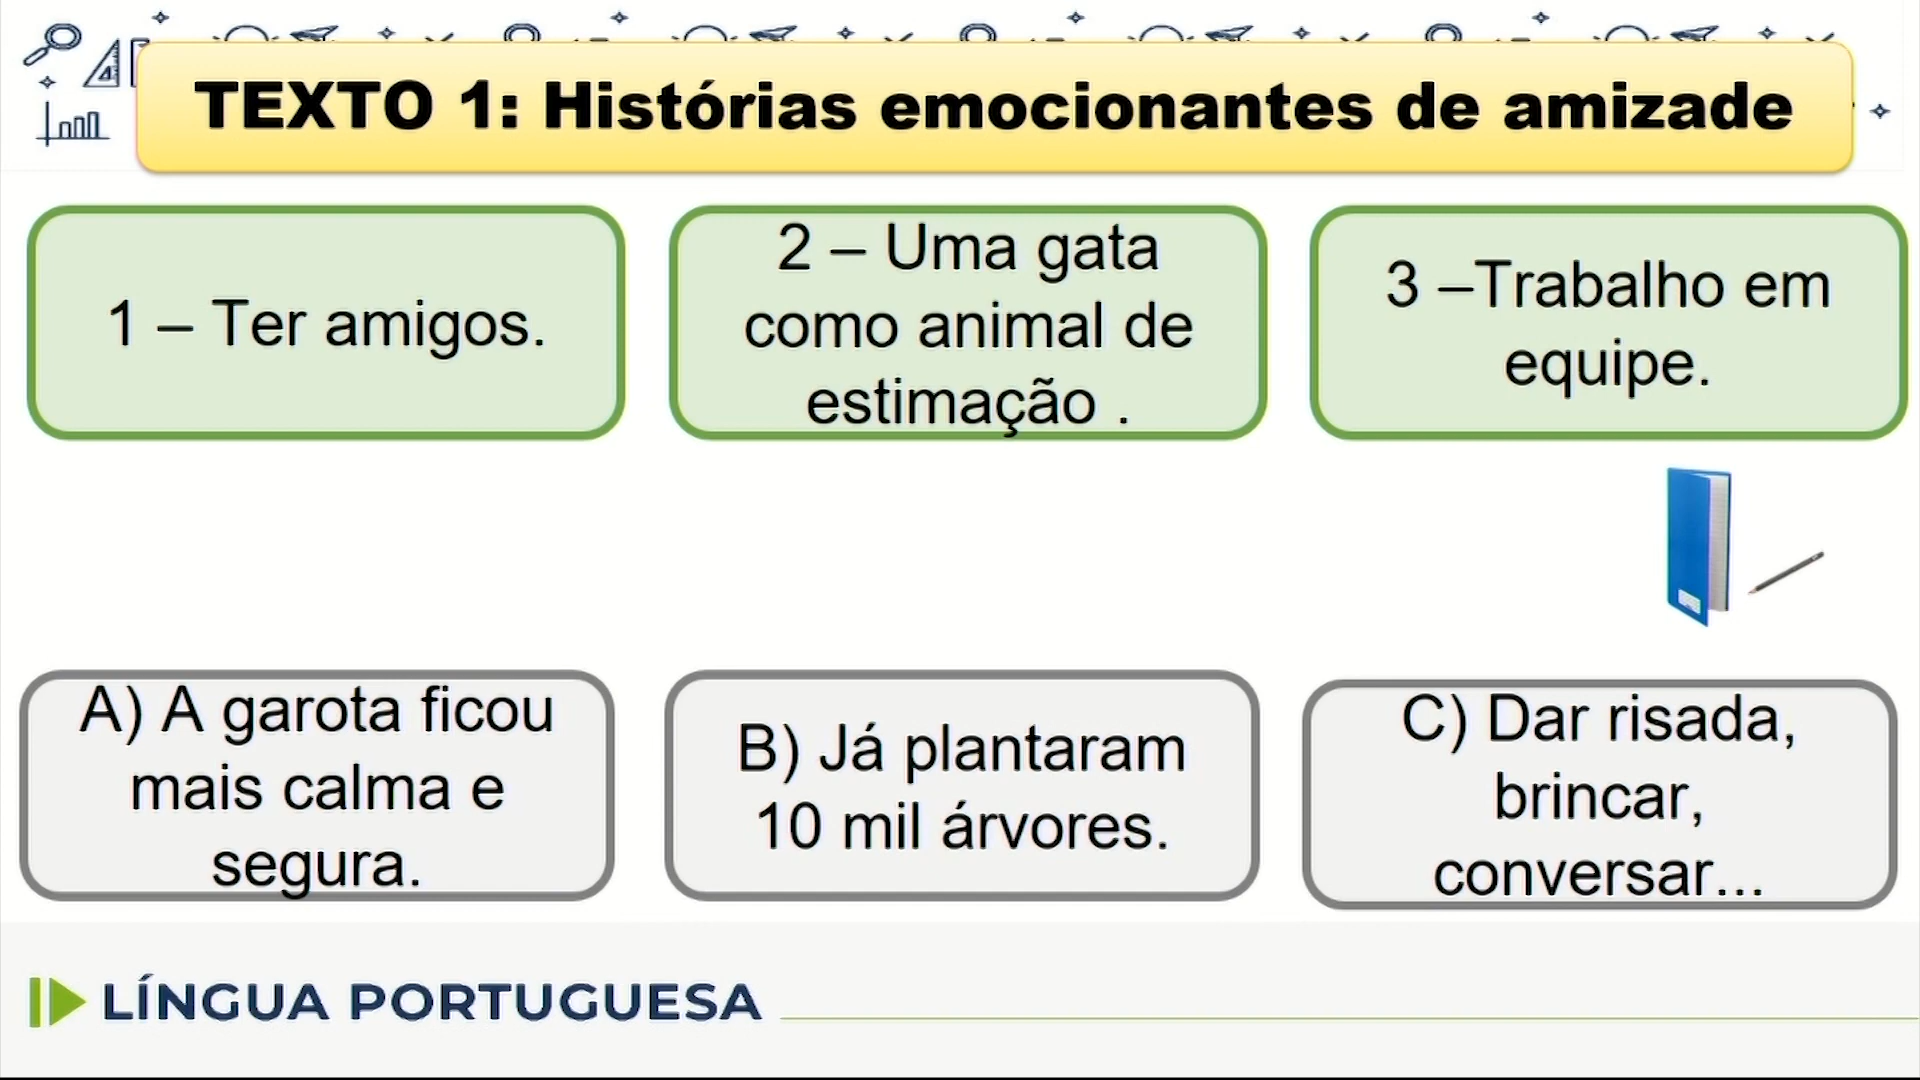 TEXTO 1: Histórias emocionantes de amizade
1 – Ter amigos.
2 – Uma gata
como animal de
estimação .
3 –Trabalho em
equipe.
A) A garota ficou
mais calma e
segura.
B) Já plantaram
10 mil árvores.
C) Dar risada,
brincar,
conversar...
LÍNGUA PORTUGUESA